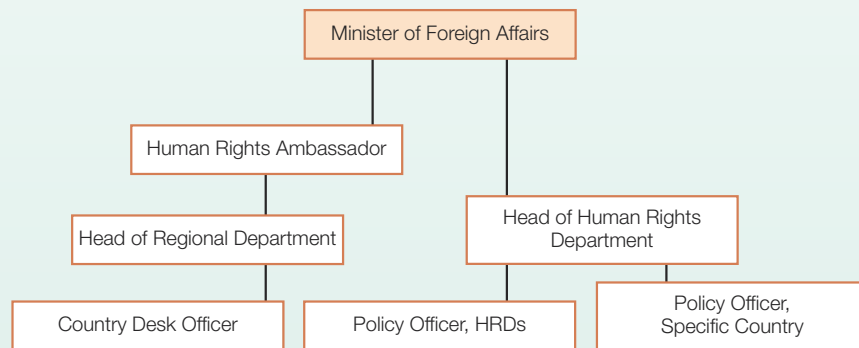 Minister of Foreign Affairs
Human Rights Ambassador
Head of Regional Department
Head of Human Rights
Department
Country Desk Officer
Policy Officer, HRDs
Policy Officer,
Specific Country